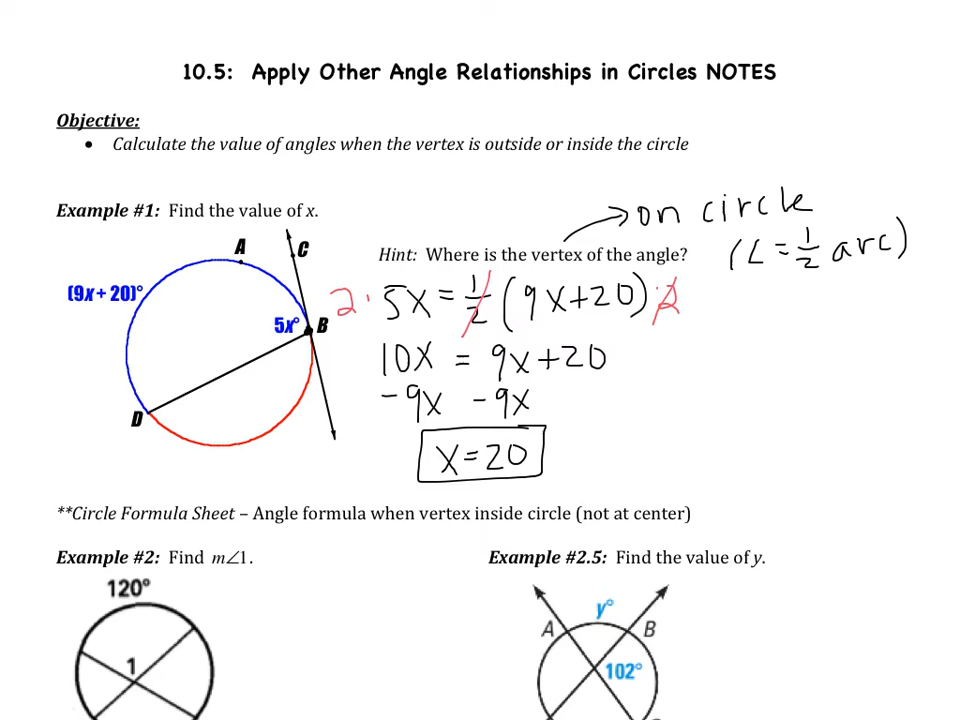 10.5: Apply Other Angle Relationships in Circles NOTES
Objective:
• Calculate the value of angles when the vertex is outside or inside the circle
Example #1: Find the value of x.
→ on circle
(∠ = 1/2 arc)
Hint: Where is the vertex of the angle?
A
C
(9x + 20)°
5x°
B
D
2 · 5x = 1/2 (9x+20) · 2
10x = 9x+20
-9x -9x
x=20
**Circle Formula Sheet – Angle formula when vertex inside circle (not at center)
Example #2: Find m∠1.
120°
1
Example #2.5: Find the value of y.
y°
A
B
102°